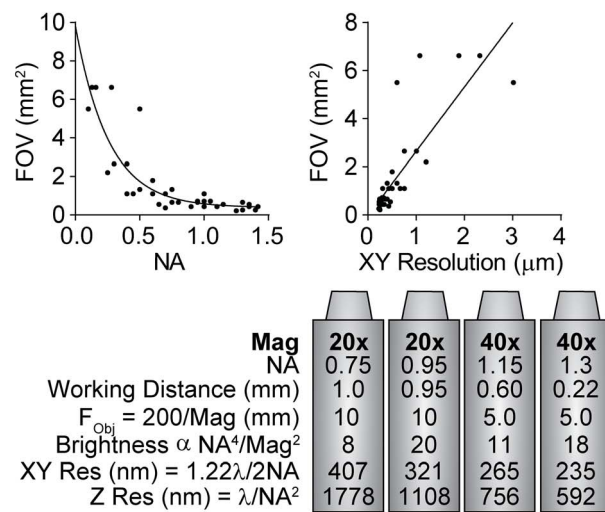 10
8
6
4
2
0
FOV (mm²)
0.0 0.5 1.0 1.5
NA
8
6
4
2
0
FOV (mm²)
0 1 2 3 4
XY Resolution (μm)
Mag 20x 20x 40x 40x
NA 0.75 0.95 1.15 1.3
Working Distance (mm) 1.0 0.95 0.60 0.22
F_Obj = 200/Mag (mm) 10 10 5.0 5.0
Brightness α NA⁴/Mag² 8 20 11 18
XY Res (nm) = 1.22λ/2NA 407 321 265 235
Z Res (nm) = λ/NA² 1778 1108 756 592